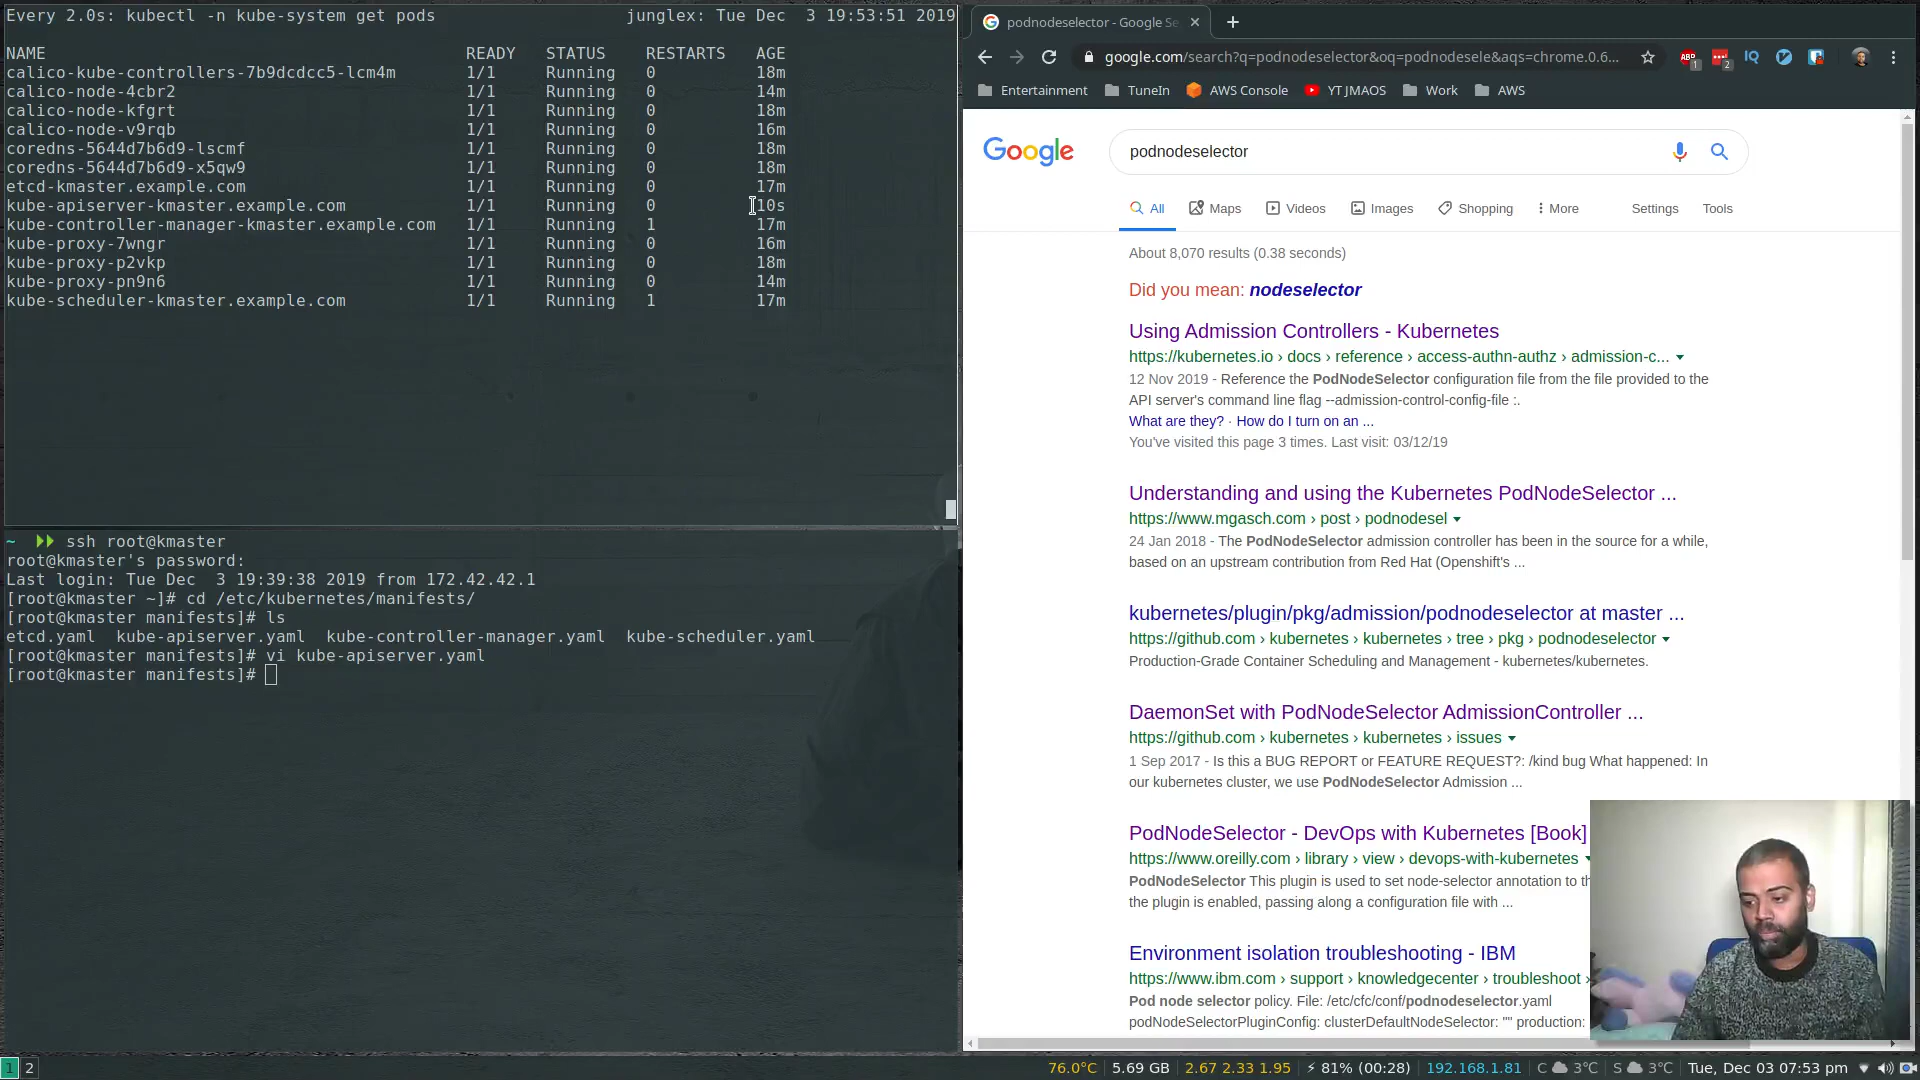 Every 2.0s: kubectl -n kube-system get pods junglex: Tue Dec 3 19:53:51 2019
NAME READY STATUS RESTARTS AGE
calico-kube-controllers-7b9dcdcc5-lcm4m 1/1 Running 0 18m
calico-node-4cbr2 1/1 Running 0 14m
calico-node-kfgrt 1/1 Running 0 18m
calico-node-v9rqb 1/1 Running 0 16m
coredns-5644d7b6d9-lscmf 1/1 Running 0 18m
coredns-5644d7b6d9-x5qw9 1/1 Running 0 18m
etcd-kmaster.example.com 1/1 Running 0 17m
kube-apiserver-kmaster.example.com 1/1 Running 0 10s
kube-controller-manager-kmaster.example.com 1/1 Running 1 17m
kube-proxy-7wngr 1/1 Running 0 16m
kube-proxy-p2vkp 1/1 Running 0 18m
kube-proxy-pn9n6 1/1 Running 0 14m
kube-scheduler-kmaster.example.com 1/1 Running 1 17m
~ ssh root@kmaster
root@kmaster's password:
Last login: Tue Dec 3 19:39:38 2019 from 172.42.42.1
[root@kmaster ~]# cd /etc/kubernetes/manifests/
[root@kmaster manifests]# ls
etcd.yaml kube-apiserver.yaml kube-controller-manager.yaml kube-scheduler.yaml
[root@kmaster manifests]# vi kube-apiserver.yaml
[root@kmaster manifests]#
podnodeselector - Google Se
google.com/search?q=podnodeselector&oq=podnodesele&aqs=chrome.0.6...
ABP 1 2 IQ
Entertainment TuneIn AWS Console YT JMAOS Work AWS
Google podnodeselector
All Maps Videos Images Shopping More Settings Tools
About 8,070 results (0.38 seconds)
Did you mean: nodeselector
Using Admission Controllers - Kubernetes
https://kubernetes.io › docs › reference › access-authn-authz › admission-c...
12 Nov 2019 - Reference the PodNodeSelector configuration file from the file provided to the
API server's command line flag --admission-control-config-file :.
What are they? · How do I turn on an ...
You've visited this page 3 times. Last visit: 03/12/19
Understanding and using the Kubernetes PodNodeSelector ...
https://www.mgasch.com › post › podnodesel
24 Jan 2018 - The PodNodeSelector admission controller has been in the source for a while,
based on an upstream contribution from Red Hat (Openshift's ...
kubernetes/plugin/pkg/admission/podnodeselector at master ...
https://github.com › kubernetes › kubernetes › tree › pkg › podnodeselector
Production-Grade Container Scheduling and Management - kubernetes/kubernetes.
DaemonSet with PodNodeSelector AdmissionController ...
https://github.com › kubernetes › kubernetes › issues
1 Sep 2017 - Is this a BUG REPORT or FEATURE REQUEST?: /kind bug What happened: In
our kubernetes cluster, we use PodNodeSelector Admission ...
PodNodeSelector - DevOps with Kubernetes [Book]
https://www.oreilly.com › library › view › devops-with-kubernetes
PodNodeSelector This plugin is used to set node-selector annotation to th
the plugin is enabled, passing along a configuration file with ...
Environment isolation troubleshooting - IBM
https://www.ibm.com › support › knowledgecenter › troubleshoot ›
Pod node selector policy. File: /etc/cfc/conf/podnodeselector.yaml
podNodeSelectorPluginConfig: clusterDefaultNodeSelector: "" production:
1 2 76.0°C 5.69 GB 2.67 2.33 1.95 81% (00:28) 192.168.1.81 C 3°C S 3°C Tue, Dec 03 07:53 pm